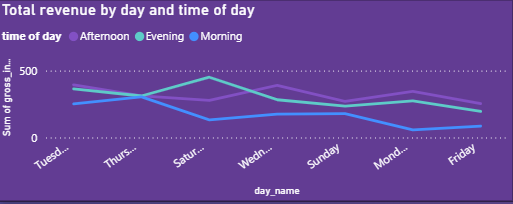 Total revenue by day and time of day
time of day Afternoon Evening Morning
Sum of gross_in...
500
0
Tuesd...
Thurs...
Satur...
Wedn...
Sunday
Mond...
Friday
day_name